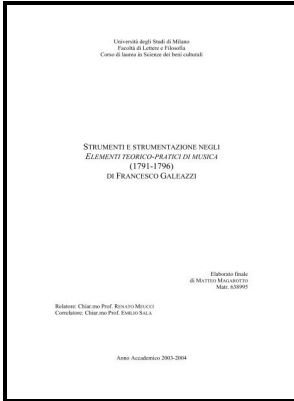 Università degli Studi di Milano
Facoltà di Lettere e Filosofia
Corso di laurea in Scienze dei beni culturali
STRUMENTI E STRUMENTAZIONE NEGLI
ELEMENTI TEORICO-PRATICI DI MUSICA
(1791-1796)
DI FRANCESCO GALEAZZI
Elaborato finale
di MATTEO MAGAROTTO
Matr. 638995
Relatore: Chiar.mo Prof. RENATO MEUCCI
Correlatore: Chiar.mo Prof. EMILIO SALA
Anno Accademico 2003-2004